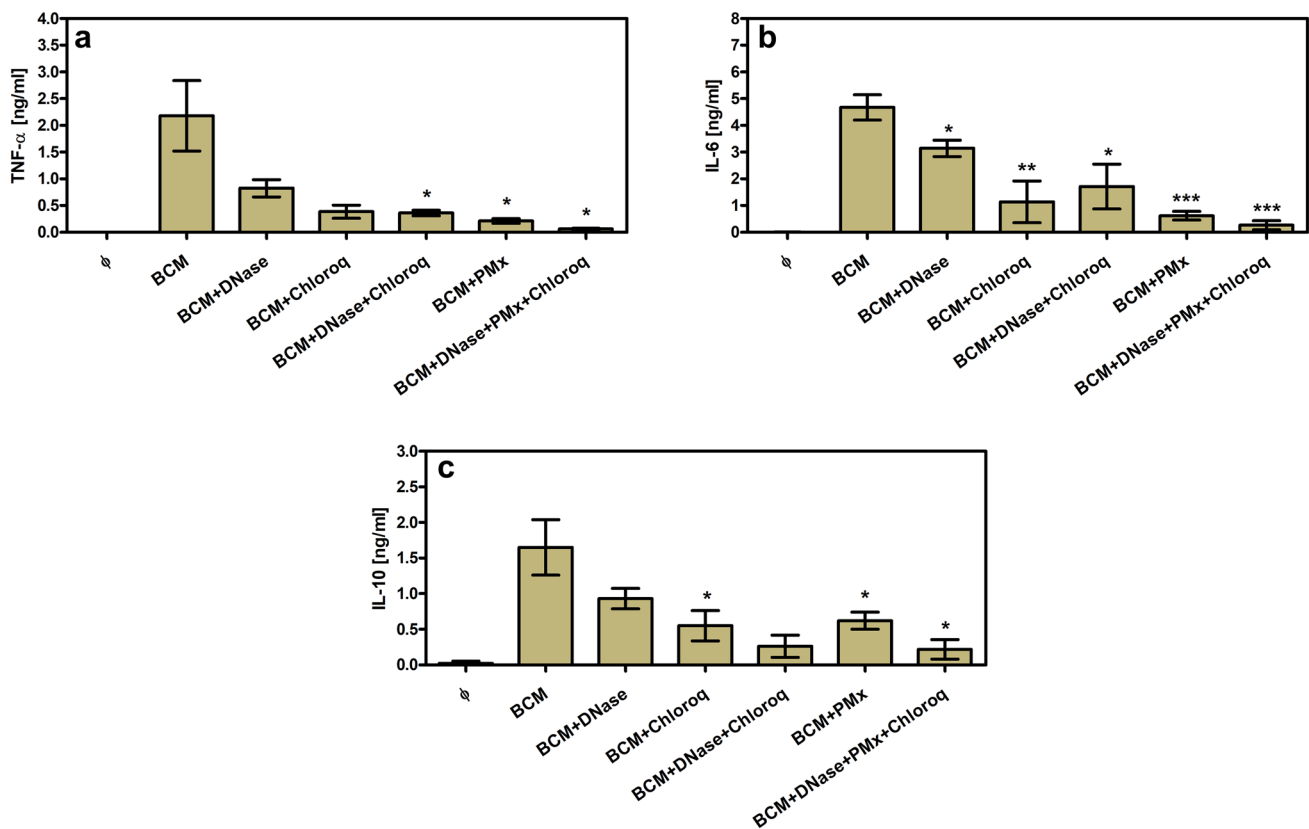 a
TNF-α [ng/ml]
4.0
3.5
3.0
2.5
2.0
1.5
1.0
0.5
0.0
*
*
*
ϕ
BCM
BCM+DNase
BCM+Chloroq
BCM+DNase+Chloroq
BCM+PMx
BCM+DNase+PMx+Chloroq
b
IL-6 [ng/ml]
8
7
6
5
4
3
2
1
0
*
**
*
***
***
ϕ
BCM
BCM+DNase
BCM+Chloroq
BCM+DNase+Chloroq
BCM+PMx
BCM+DNase+PMx+Chloroq
c
IL-10 [ng/ml]
3.0
2.5
2.0
1.5
1.0
0.5
0.0
*
*
*
ϕ
BCM
BCM+DNase
BCM+Chloroq
BCM+DNase+Chloroq
BCM+PMx
BCM+DNase+PMx+Chloroq